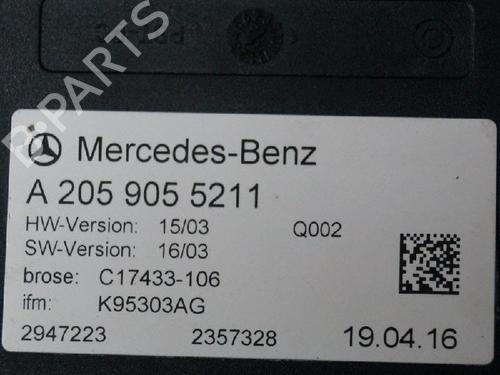 B-PARTS
Mercedes-Benz
A 205 905 5211
HW-Version: 15/03 Q002
SW-Version: 16/03
brose: C17433-106
ifm: K95303AG
2947223 2357328 19.04.16